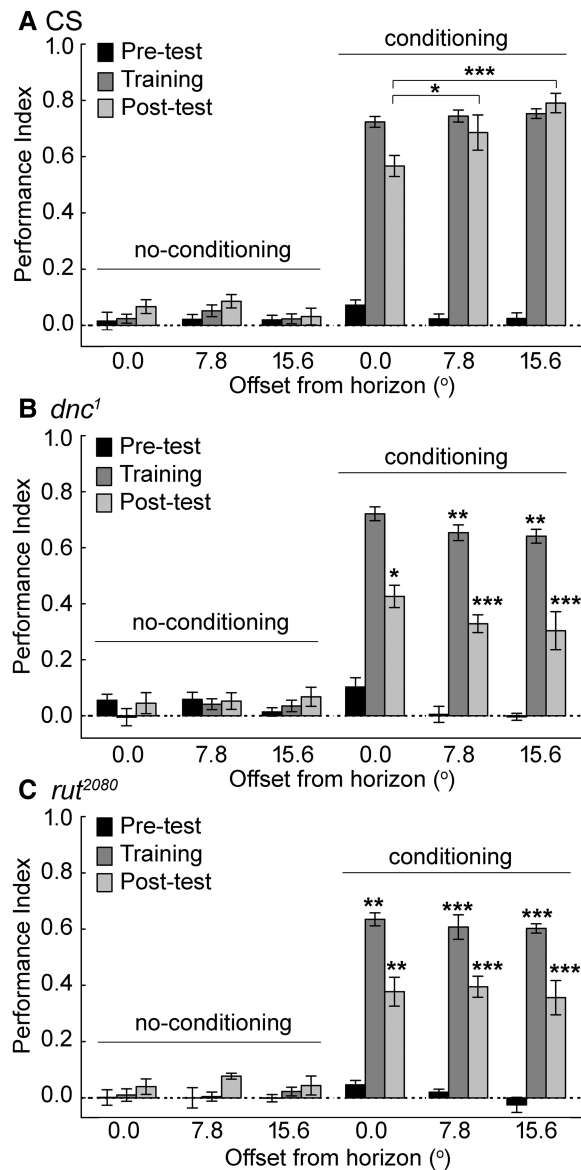 A CS
Pre-test
Training
Post-test
conditioning
***
*
no-conditioning
Performance Index
1.0
0.8
0.6
0.4
0.2
0.0
0.0 7.8 15.6 0.0 7.8 15.6
Offset from horizon (°)
B dnc¹
Pre-test
Training
Post-test
conditioning
** **
* *** ***
no-conditioning
Performance Index
1.0
0.8
0.6
0.4
0.2
0.0
0.0 7.8 15.6 0.0 7.8 15.6
Offset from horizon (°)
C rut²⁰⁸⁰
Pre-test
Training
Post-test
conditioning
** *** ***
** *** ***
no-conditioning
Performance Index
1.0
0.8
0.6
0.4
0.2
0.0
0.0 7.8 15.6 0.0 7.8 15.6
Offset from horizon (°)